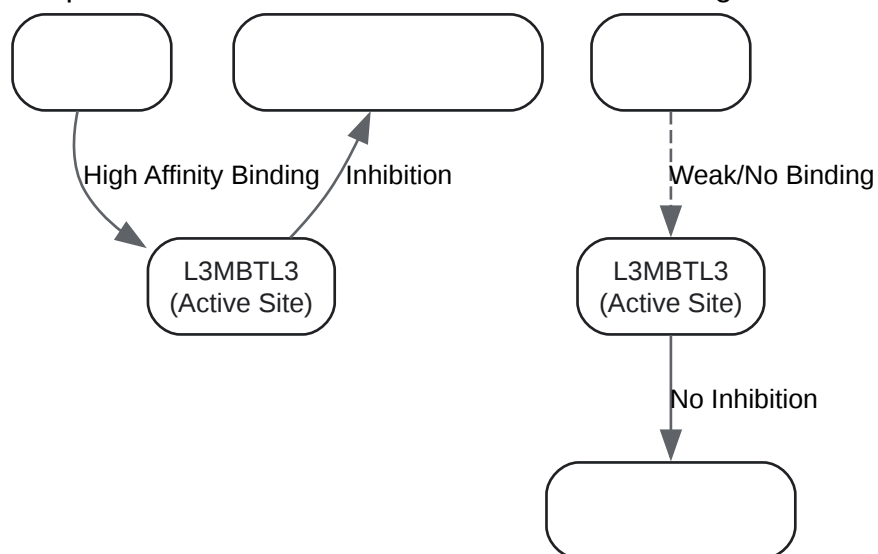 High Affinity Binding
Inhibition
Weak/No Binding
L3MBTL3
(Active Site)
L3MBTL3
(Active Site)
No Inhibition